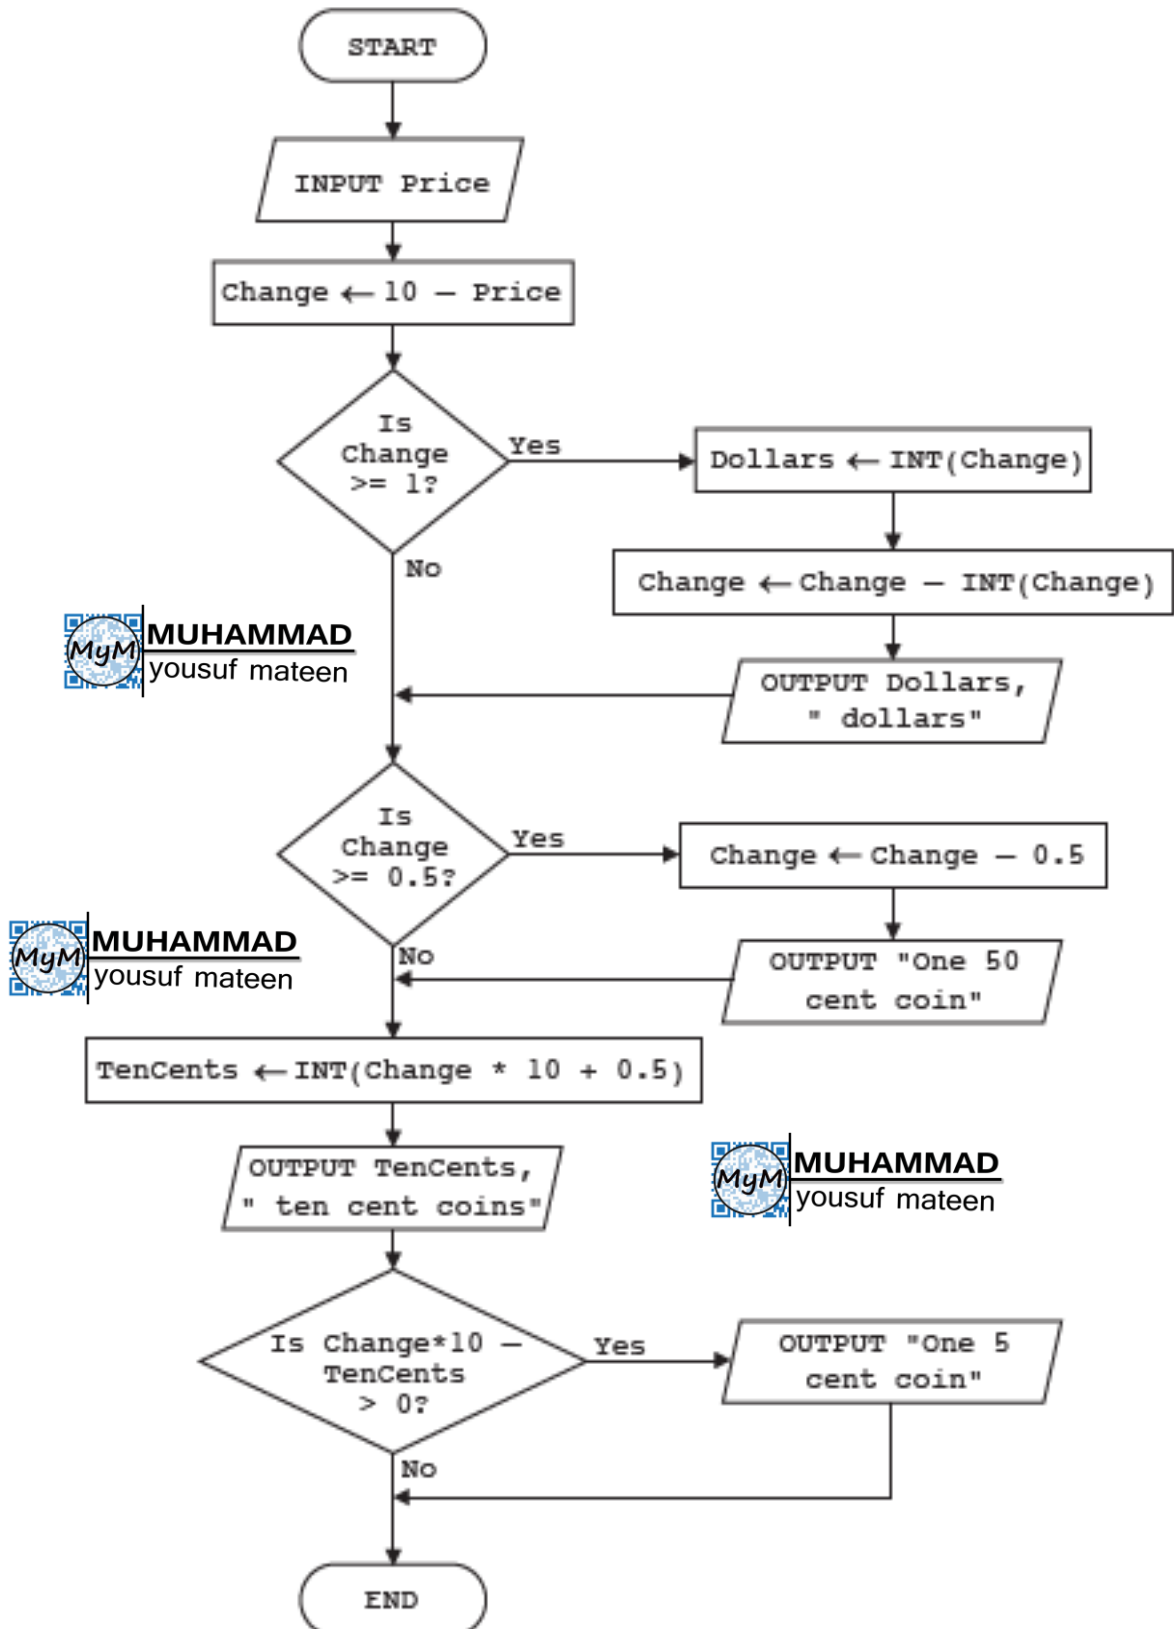 START
INPUT Price
Change ← 10 – Price
Is
Change
>= 1?
Yes
Dollars ← INT(Change)
Change ← Change – INT(Change)
OUTPUT Dollars,
" dollars"
No
MyM
MUHAMMAD
yousuf mateen
Is
Change
>= 0.5?
Yes
Change ← Change – 0.5
OUTPUT "One 50
cent coin"
No
MyM
MUHAMMAD
yousuf mateen
TenCents ← INT(Change * 10 + 0.5)
OUTPUT TenCents,
" ten cent coins"
MyM
MUHAMMAD
yousuf mateen
Is Change*10 –
TenCents
> 0?
Yes
OUTPUT "One 5
cent coin"
No
END